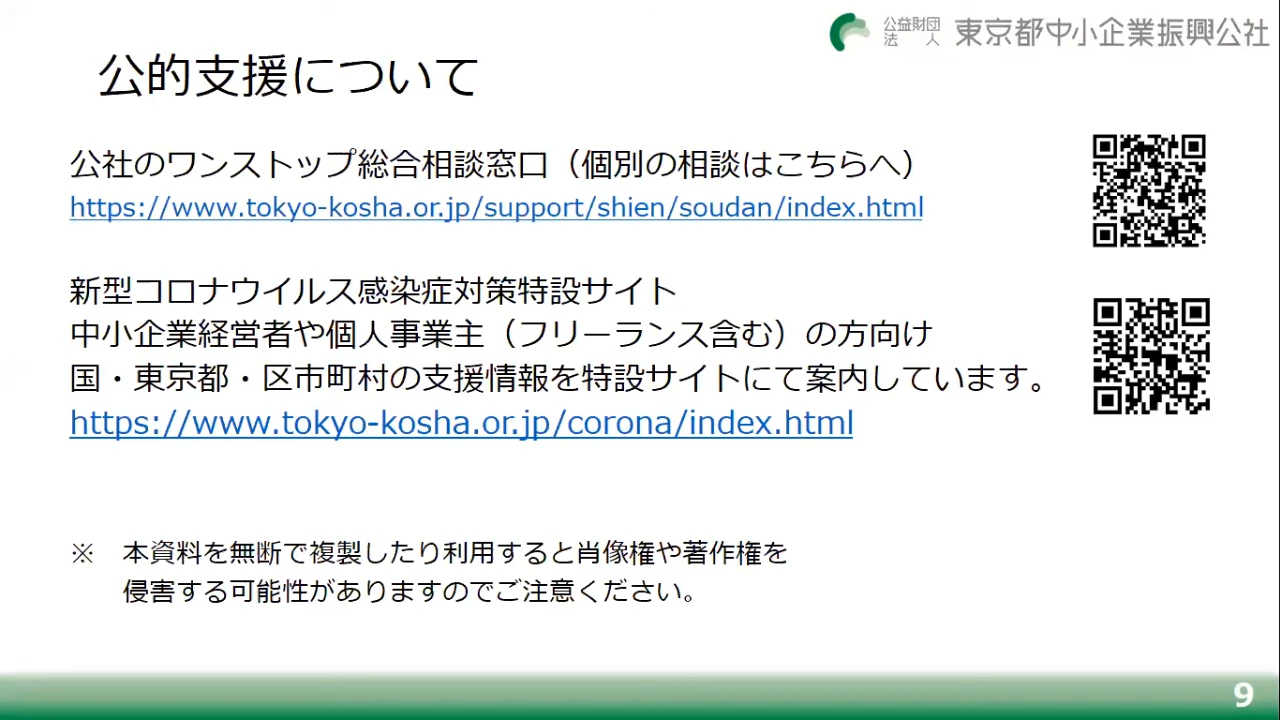 公益財団
法　人
東京都中小企業振興公社
公的支援について
公社のワンストップ総合相談窓口（個別の相談はこちらへ）
https://www.tokyo-kosha.or.jp/support/shien/soudan/index.html
新型コロナウイルス感染症対策特設サイト
中小企業経営者や個人事業主（フリーランス含む）の方向け
国・東京都・区市町村の支援情報を特設サイトにて案内しています。
https://www.tokyo-kosha.or.jp/corona/index.html
※　本資料を無断で複製したり利用すると肖像権や著作権を
侵害する可能性がありますのでご注意ください。
9